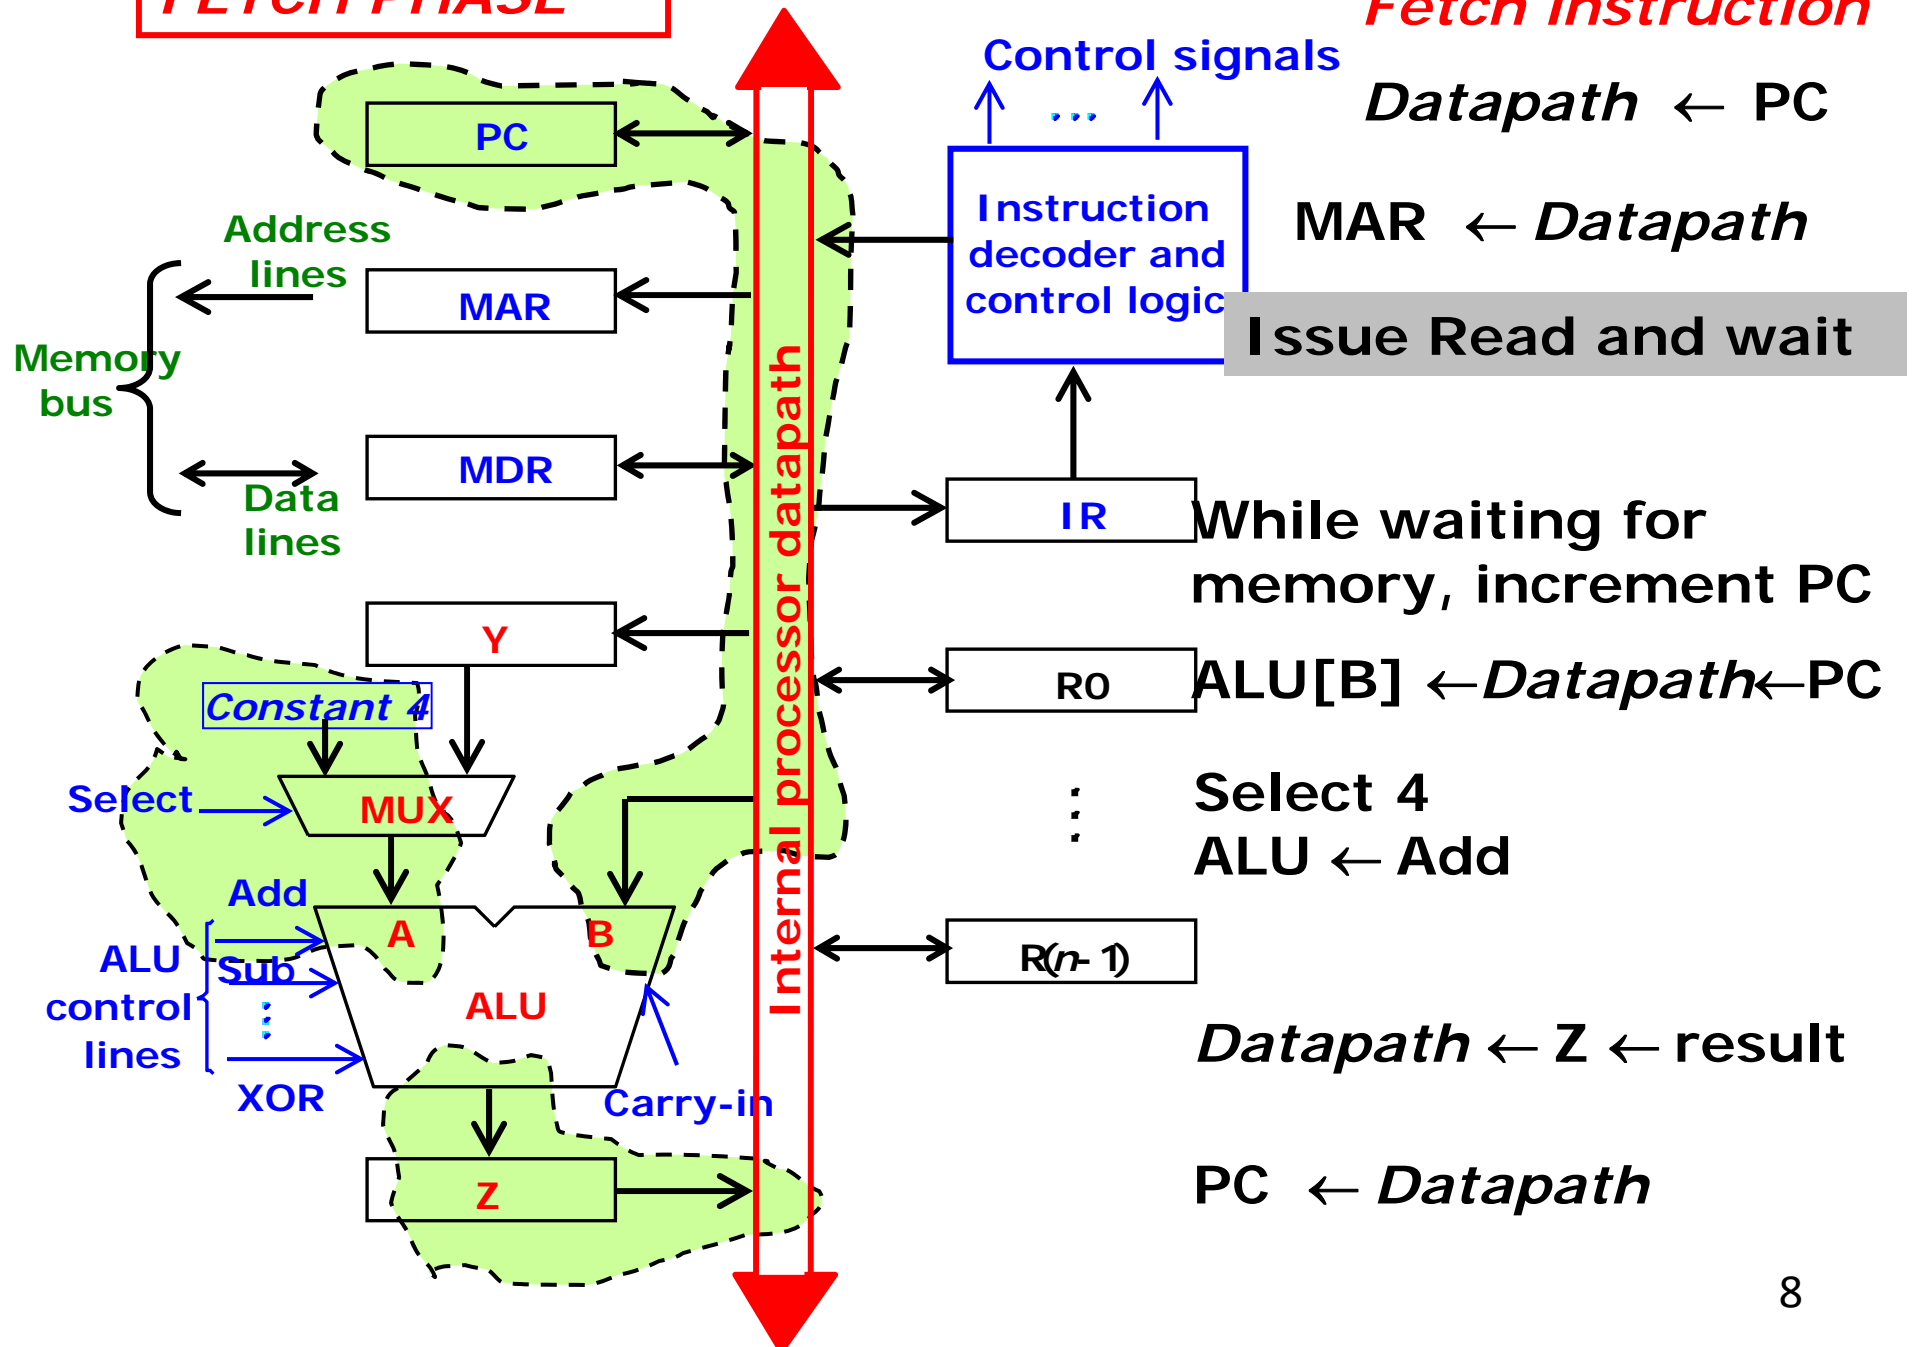 FETCH PHASE
Fetch Instruction
Control signals
...
Datapath ← PC
PC
Instruction
decoder and
control logic
MAR ← Datapath
Address
lines
MAR
Issue Read and wait
Memory
bus
MDR
Data
lines
Internal processor datapath
IR
While waiting for
memory, increment PC
Y
R0
ALU[B] ←Datapath←PC
Constant 4
Select
MUX
Select 4
ALU ← Add
Add
A
B
ALU
control
lines
Sub
ALU
R(n- 1)
XOR
Carry-in
Datapath ← Z ← result
Z
PC ← Datapath
8